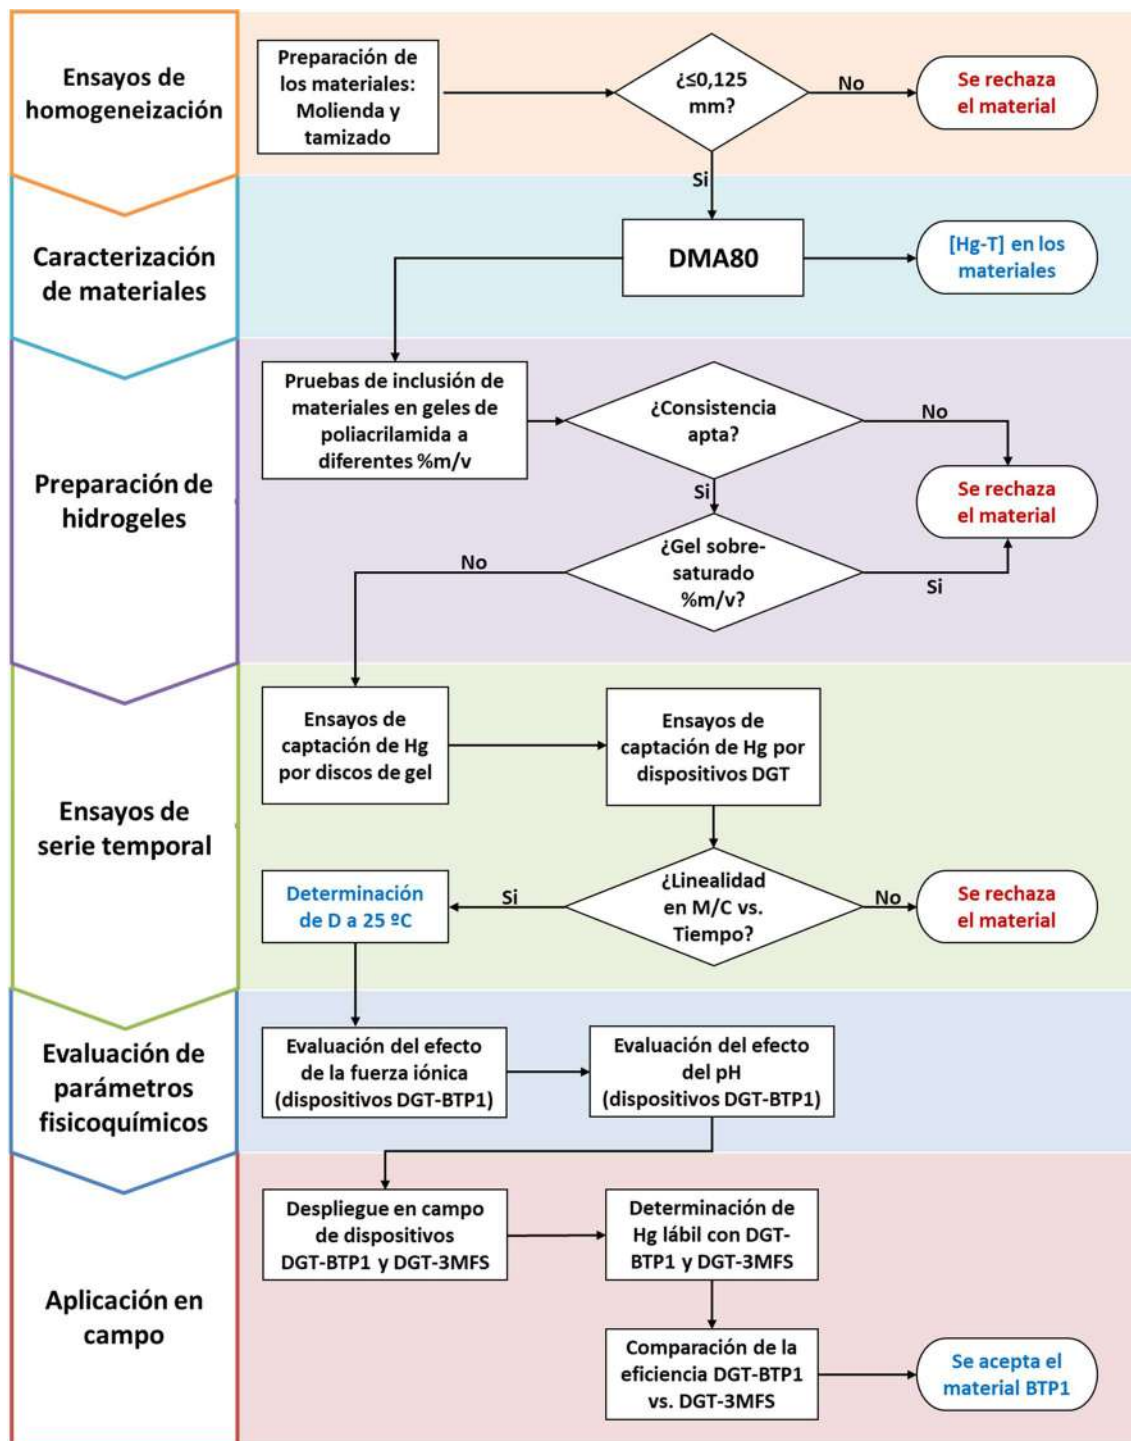 Ensayos de
homogeneización
Preparación de
los materiales:
Molienda y
tamizado
¿≤0,125
mm?
No
Se rechaza
el material
Si
Caracterización
de materiales
DMA80
[Hg-T] en los
materiales
Preparación de
hidrogeles
Pruebas de inclusión de
materiales en geles de
poliacrilamida a
diferentes %m/v
¿Consistencia
apta?
No
Si
Se rechaza
el material
¿Gel sobre-
saturado
%m/v?
No
Si
Ensayos de
serie temporal
Ensayos de
captación de Hg
por discos de gel
Ensayos de
captación de Hg por
dispositivos DGT
¿Linealidad
en M/C vs.
Tiempo?
Si
No
Determinación
de D a 25 ºC
Se rechaza
el material
Evaluación de
parámetros
fisicoquímicos
Evaluación del efecto
de la fuerza iónica
(dispositivos DGT-BTP1)
Evaluación del efecto
del pH
(dispositivos DGT-BTP1)
Aplicación en
campo
Despliegue en campo
de dispositivos
DGT-BTP1 y DGT-3MFS
Determinación de
Hg lábil con DGT-
BTP1 y DGT-3MFS
Comparación de la
eficiencia DGT-BTP1
vs. DGT-3MFS
Se acepta el
material BTP1